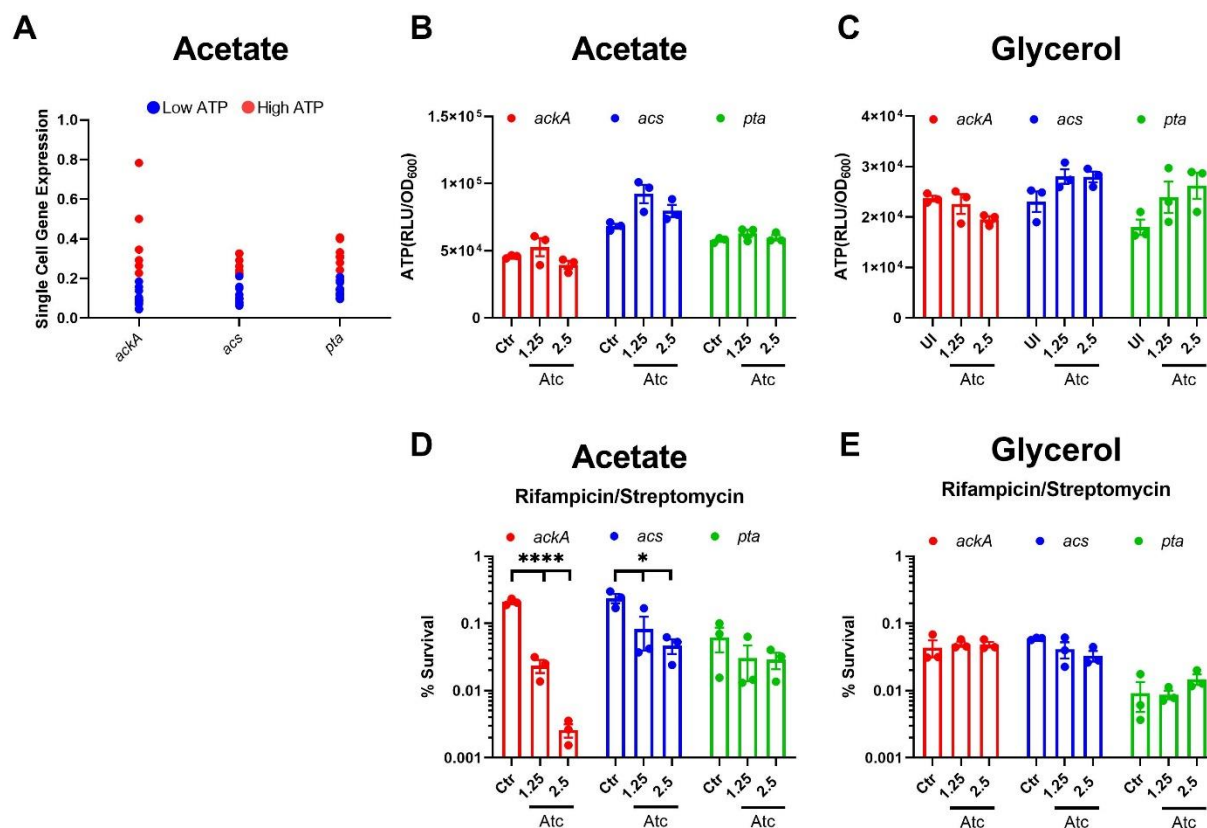 A
Acetate
Low ATP High ATP
Single Cell Gene Expression
1.0
0.8
0.6
0.4
0.2
0.0
ackA
acs
pta
B
Acetate
ackA acs pta
ATP(RLU/OD600)
1.5×10⁵
1×10⁵
5×10⁴
0
Ctr 1.25 2.5 Ctr 1.25 2.5 Ctr 1.25 2.5
Atc Atc Atc
C
Glycerol
ackA acs pta
ATP(RLU/OD600)
4×10⁴
3×10⁴
2×10⁴
1×10⁴
0
UI 1.25 2.5 UI 1.25 2.5 UI 1.25 2.5
Atc Atc Atc
D
Acetate
Rifampicin/Streptomycin
ackA acs pta
**** *
% Survival
1
0.1
0.01
0.001
Ctr 1.25 2.5 Ctr 1.25 2.5 Ctr 1.25 2.5
Atc Atc Atc
E
Glycerol
Rifampicin/Streptomycin
ackA acs pta
% Survival
1
0.1
0.01
0.001
Ctr 1.25 2.5 Ctr 1.25 2.5 Ctr 1.25 2.5
Atc Atc Atc